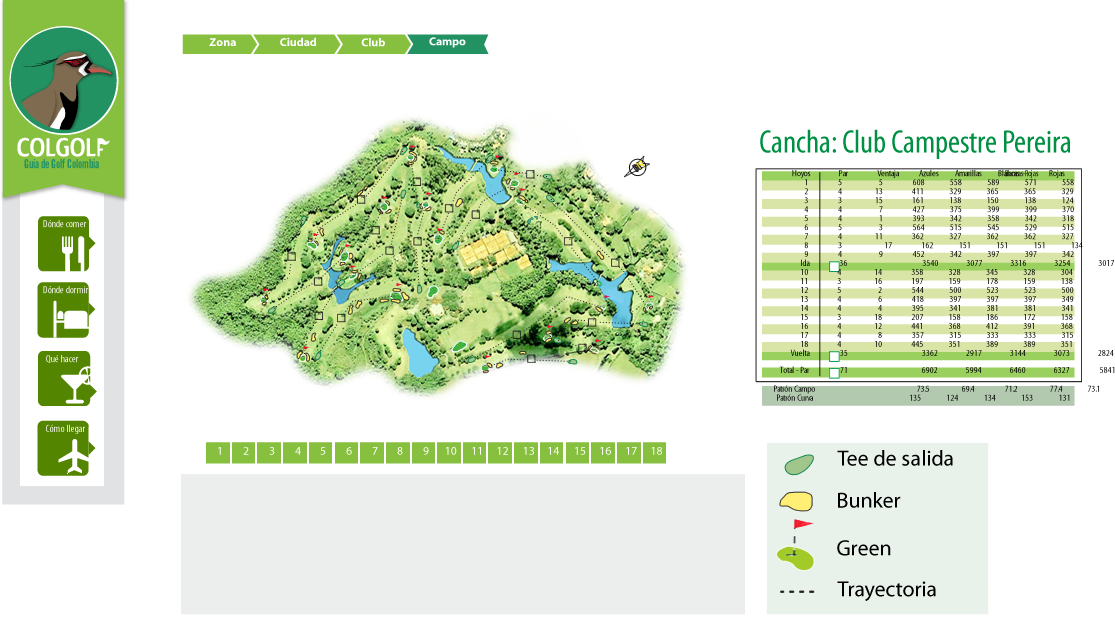 Zona Ciudad Club Campo
COLGOLF
Guía de Golf Colombia
Dónde comer
Dónde dormir
Qué hacer
Cómo llegar
Cancha: Club Campestre Pereira
Hoyos Par Ventaja Azules Amarillas Rojas
1 5 5 608 558 589 571 558
2 4 13 411 329 365 365 329
3 3 15 161 138 150 138 124
4 4 7 427 375 399 399 370
5 4 1 393 342 358 342 318
6 5 3 564 515 545 529 515
7 4 11 362 327 362 362 327
8 3 17 162 151 151 151 134
9 4 9 452 342 397 397 342
Ida 36 3540 3077 3316 3254 3017
10 4 14 358 328 345 328 304
11 3 16 197 159 178 159 138
12 5 2 544 500 523 523 500
13 4 6 418 397 397 397 349
14 4 4 395 341 381 381 341
15 3 18 207 158 186 172 158
16 4 12 441 368 412 391 368
17 4 8 357 315 333 333 315
18 4 10 445 351 389 389 351
Vuelta 35 3362 2917 3144 3073 2824
Total - Par 71 6902 5994 6460 6327 5841
Patrón Campo 73.5 69.4 71.2 77.4 73.1
Patrón Curva 135 124 134 153 131
1 2 3 4 5 6 7 8 9 10 11 12 13 14 15 16 17 18
Tee de salida
Bunker
Green
Trayectoria